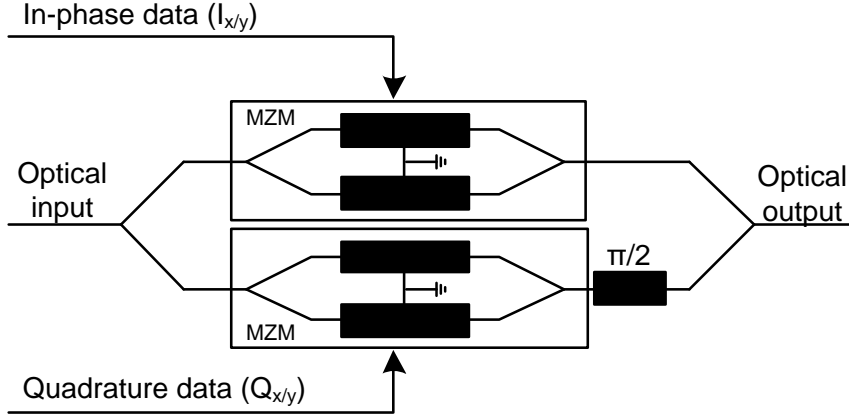 In-phase data (Ix/y)
MZM
Optical
input
Optical
output
π/2
MZM
Quadrature data (Qx/y)